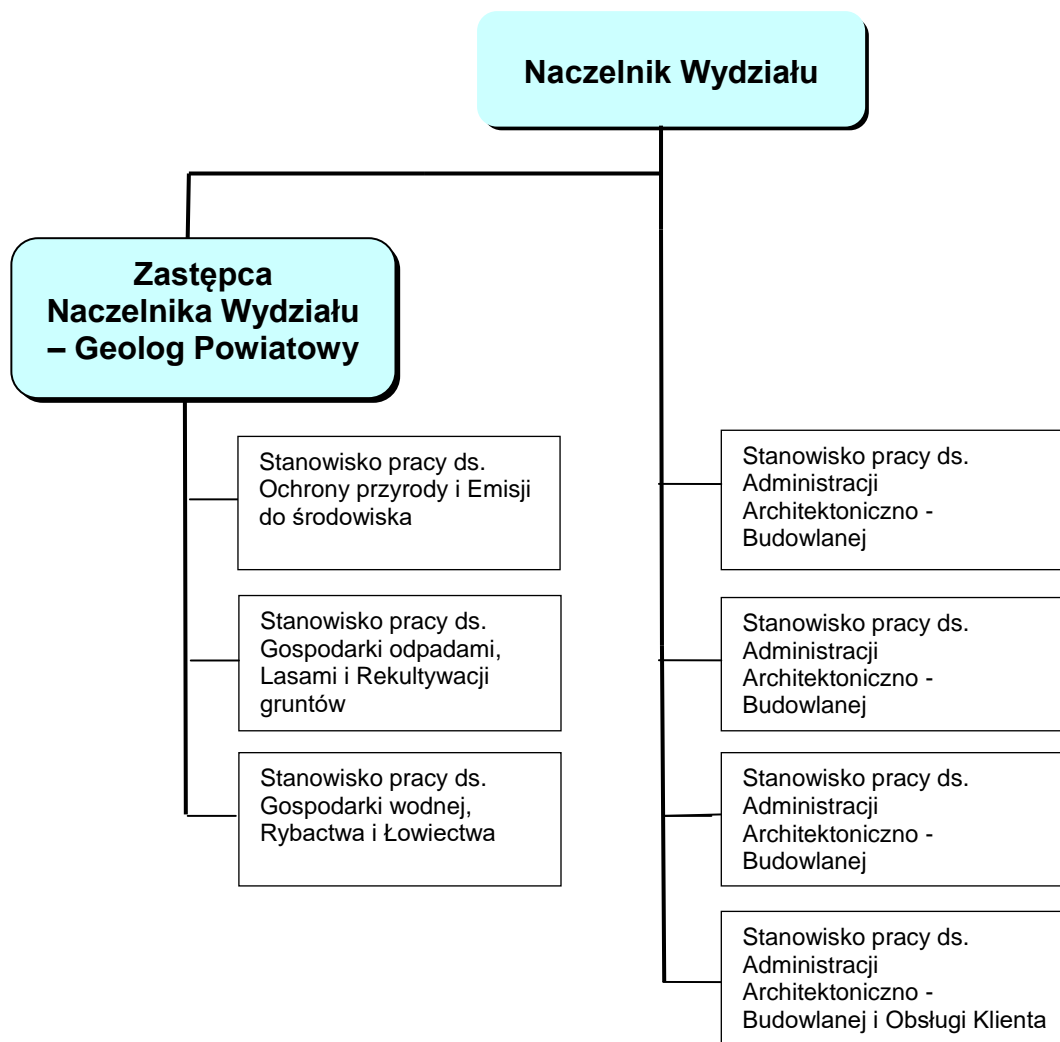 Naczelnik Wydziału
Zastępca
Naczelnika Wydziału
– Geolog Powiatowy
Stanowisko pracy ds.
Ochrony przyrody i Emisji
do środowiska
Stanowisko pracy ds.
Gospodarki odpadami,
Lasami i Rekultywacji
gruntów
Stanowisko pracy ds.
Gospodarki wodnej,
Rybactwa i Łowiectwa
Stanowisko pracy ds.
Administracji
Architektoniczno -
Budowlanej
Stanowisko pracy ds.
Administracji
Architektoniczno -
Budowlanej
Stanowisko pracy ds.
Administracji
Architektoniczno -
Budowlanej
Stanowisko pracy ds.
Administracji
Architektoniczno -
Budowlanej i Obsługi Klienta